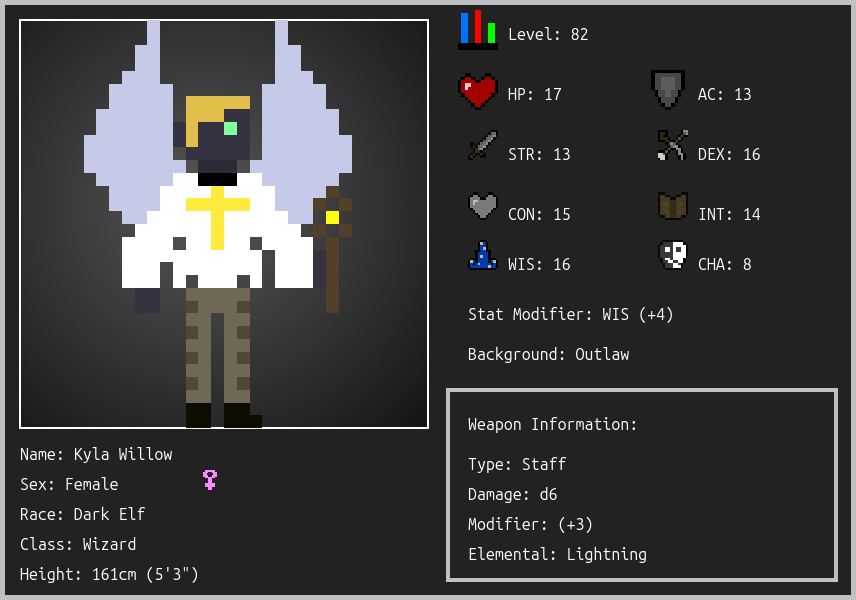 Level: 82
HP: 17
AC: 13
STR: 13
DEX: 16
CON: 15
INT: 14
WIS: 16
CHA: 8
Stat Modifier: WIS (+4)
Background: Outlaw
Weapon Information:
Type: Staff
Damage: d6
Modifier: (+3)
Elemental: Lightning
Name: Kyla Willow
Sex: Female
Race: Dark Elf
Class: Wizard
Height: 161cm (5'3")